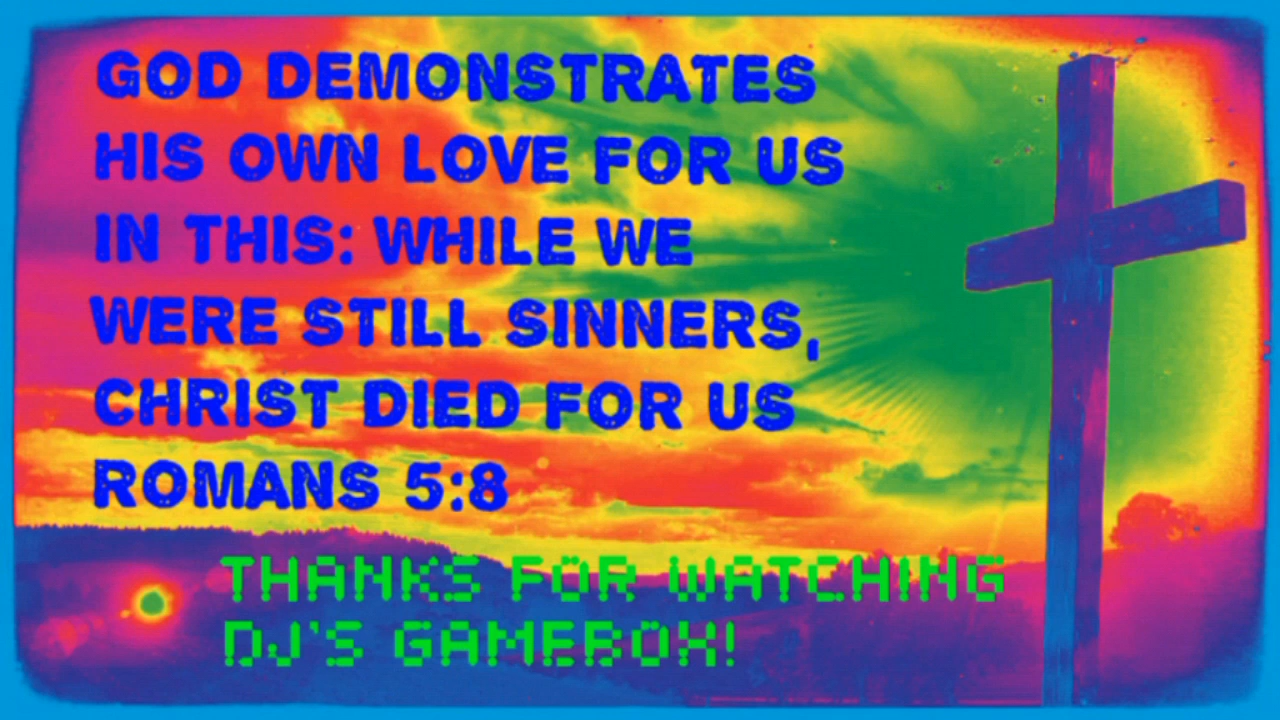 GOD DEMONSTRATES
HIS OWN LOVE FOR US
IN THIS: WHILE WE
WERE STILL SINNERS,
CHRIST DIED FOR US
ROMANS 5:8
THANKS FOR WATCHING
DJ'S GAMEBOX!